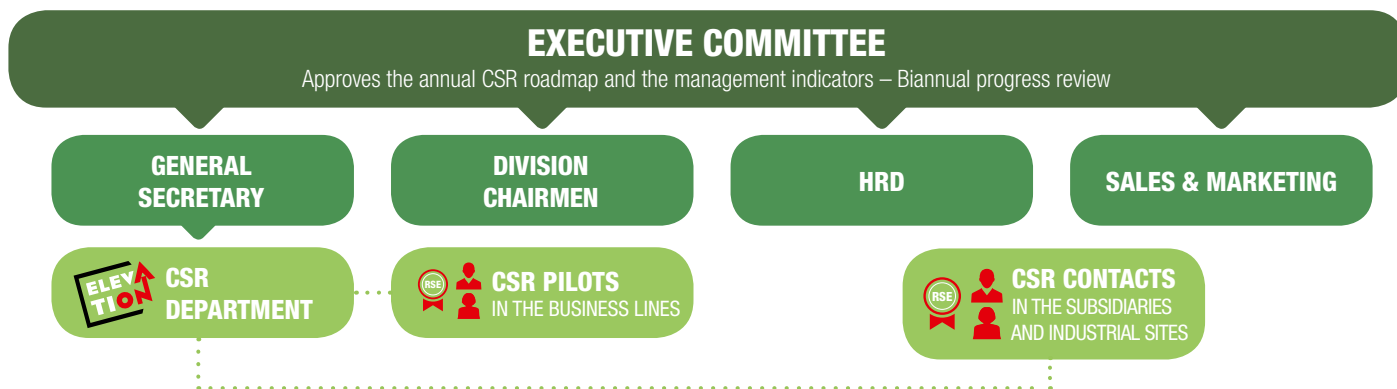 EXECUTIVE COMMITTEE
Approves the annual CSR roadmap and the management indicators – Biannual progress review
GENERAL
SECRETARY
DIVISION
CHAIRMEN
HRD
SALES & MARKETING
ELEVA
TION
CSR
DEPARTMENT
RSE
CSR PILOTS
IN THE BUSINESS LINES
RSE
CSR CONTACTS
IN THE SUBSIDIARIES
AND INDUSTRIAL SITES